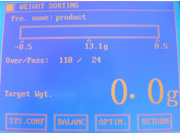 WEIGHT SORTING
Pro. name: product
-0.5 13.1g 0.5
Over/Pass: 110 / 24
Target Wgt. 0.0g
SYS.COMF BALANC OPTIM. RETURN